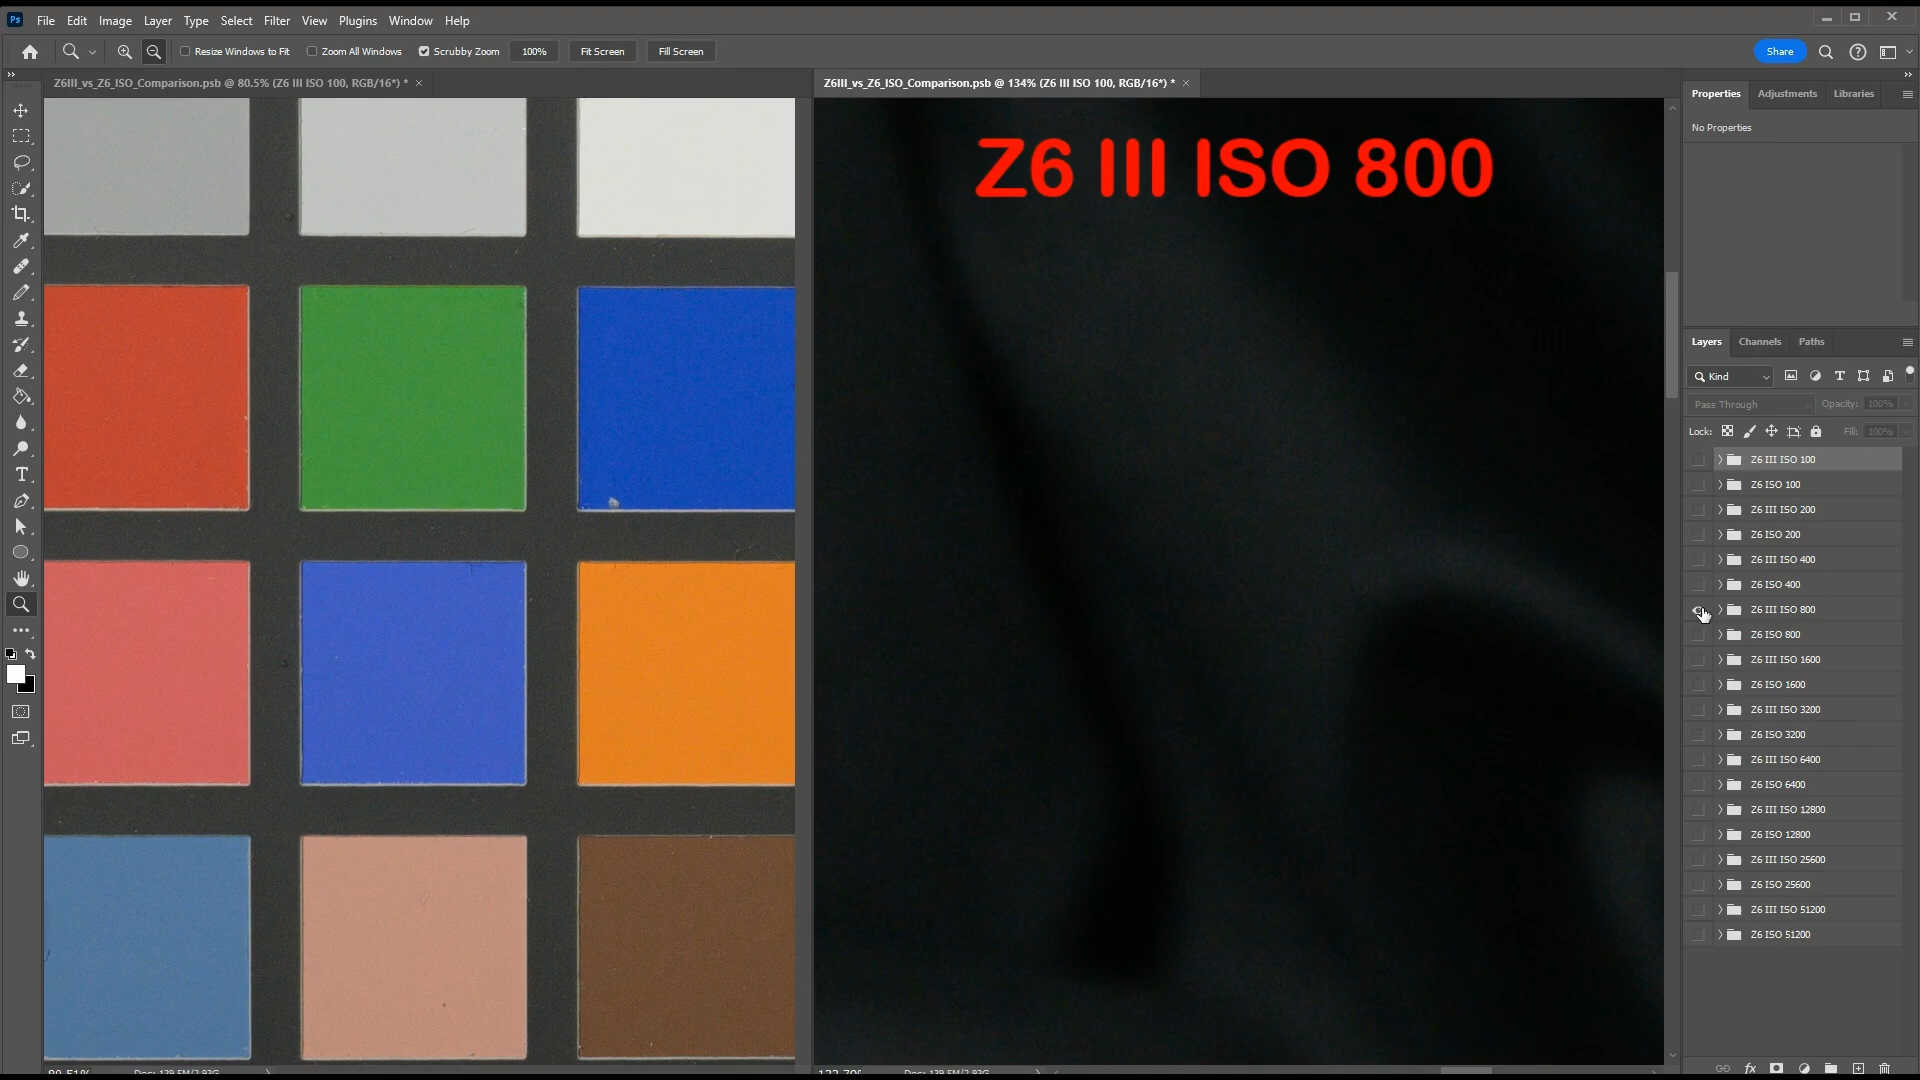 Ps File Edit Image Layer Type Select Filter View Plugins Window Help
Resize Windows to Fit Zoom All Windows Scrubby Zoom 100% Fit Screen Fill Screen Share
Z6III_vs_Z6_ISO_Comparison.psb @ 80.5% (Z6 III ISO 100, RGB/16*) * ×
Z6III_vs_Z6_ISO_Comparison.psb @ 134% (Z6 III ISO 100, RGB/16*) * ×
Z6 III ISO 800
Properties Adjustments Libraries
No Properties
Layers Channels Paths
Kind
Pass Through Opacity: 100%
Lock: Fill: 100%
Z6 III ISO 100
Z6 ISO 100
Z6 III ISO 200
Z6 ISO 200
Z6 III ISO 400
Z6 ISO 400
Z6 III ISO 800
Z6 ISO 800
Z6 III ISO 1600
Z6 ISO 1600
Z6 III ISO 3200
Z6 ISO 3200
Z6 III ISO 6400
Z6 ISO 6400
Z6 III ISO 12800
Z6 ISO 12800
Z6 III ISO 25600
Z6 ISO 25600
Z6 III ISO 51200
Z6 ISO 51200
fx